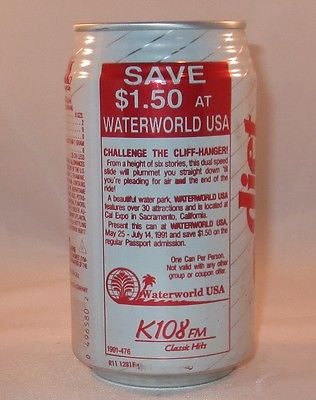 SAVE
$1.50 AT
WATERWORLD USA
CHALLENGE THE CLIFF-HANGER!
From a height of six stories, this dual speed
slide will plummet you straight down 'til
you're pleading for air and the end of the
ride!
A beautiful water park, WATERWORLD USA
features over 30 attractions and is located at
Cal Expo in Sacramento, California.
Present this can at WATERWORLD USA,
May 25 - July 14, 1991 and save $1.50 on the
regular Passport admission.
One Can Per Person.
Not valid with any other
group or coupon offer.
Waterworld USA
K108 FM
Classic Hits
1991-476
diet